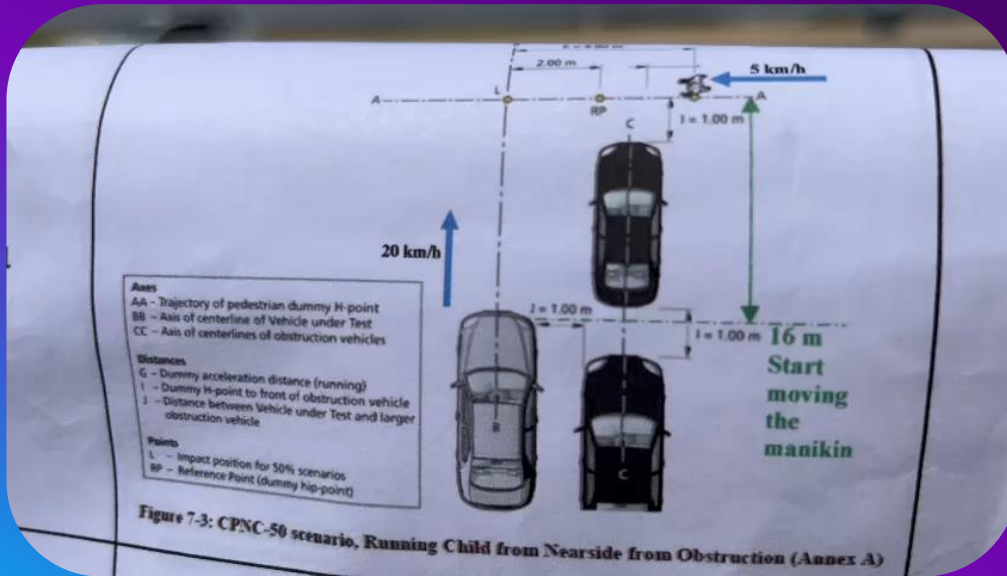 2.00 m
5 km/h
A
L
A
RP
I = 1.00 m
C
20 km/h
J = 1.00 m
I = 1.00 m
16 m
Start
moving
the
manikin
B
C
Axes
AA – Trajectory of pedestrian dummy H-point
BB – Axis of centerline of Vehicle under Test
CC – Axis of centerlines of obstruction vehicles
Distances
G – Dummy acceleration distance (running)
I – Dummy H-point to front of obstruction vehicle
J – Distance between Vehicle under Test and larger
obstruction vehicle
Points
L – Impact position for 50% scenarios
RP – Reference Point (dummy hip-point)
Figure 7-3: CPNC-50 scenario, Running Child from Nearside from Obstruction (Annex A)